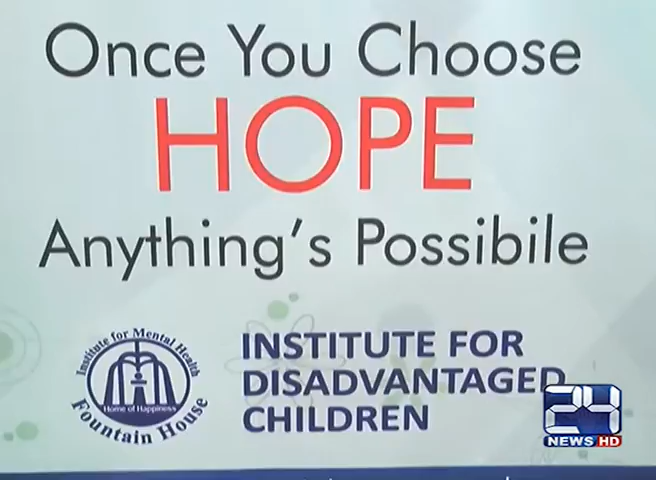 Once You Choose
HOPE
Anything's Possibile
Institute for Mental Health
Home of Happiness
Fountain House
INSTITUTE FOR
DISADVANTAGED
CHILDREN
24
NEWS HD